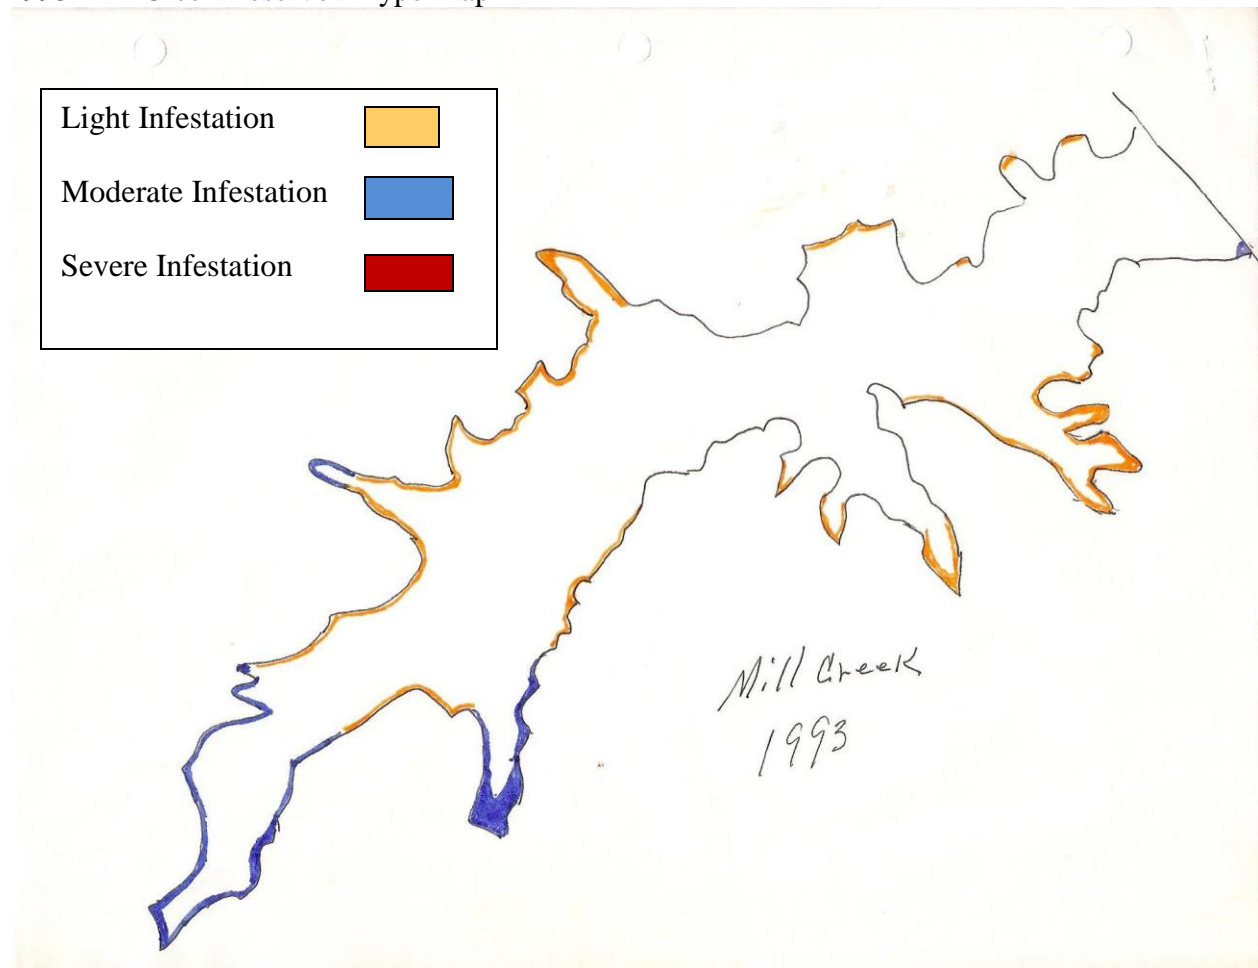 Light Infestation
Moderate Infestation
Severe Infestation
Mill Creek
1993